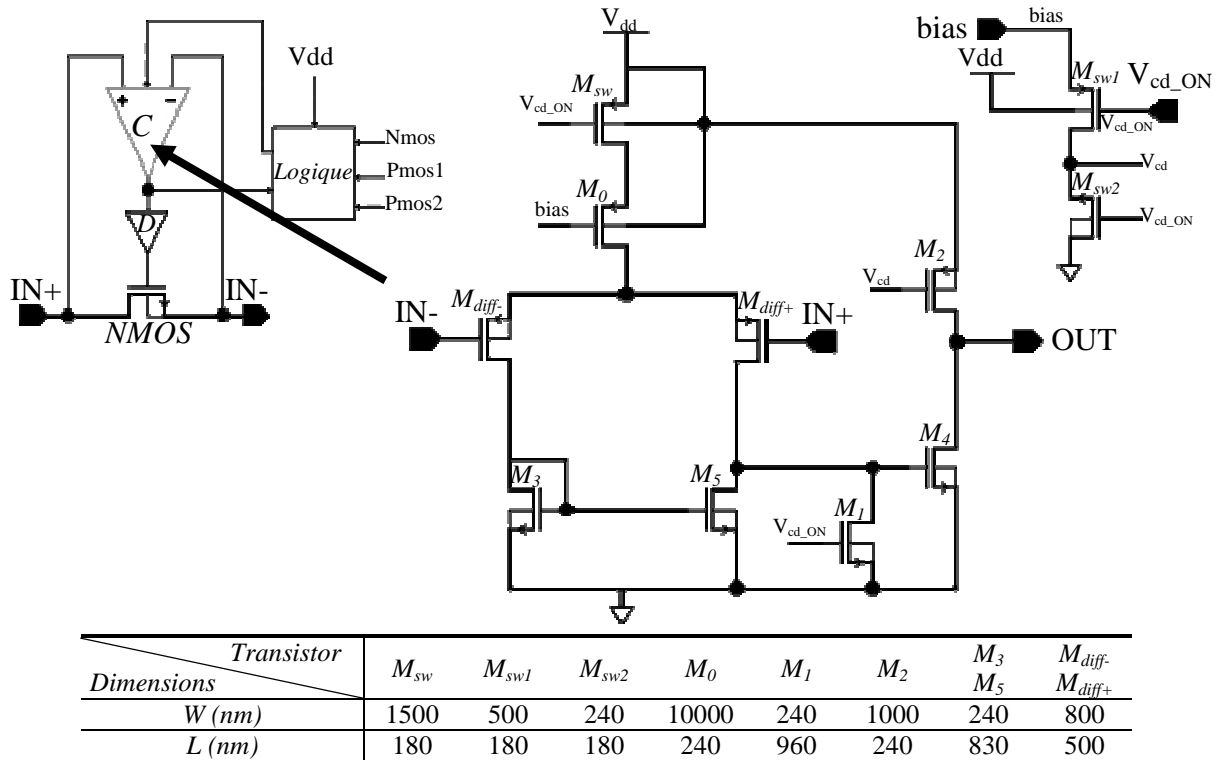 Vdd
+
−
C
Logique
Nmos
Pmos1
Pmos2
D
IN+
IN-
NMOS
V_dd
M_sw
V_cd_ON
M_0
bias
IN-
M_diff-
M_diff+
IN+
M_2
V_cd
OUT
M_3
M_5
M_4
M_1
V_cd_ON
bias
bias
Vdd
M_sw1
V_cd_ON
V_cd_ON
V_cd
M_sw2
V_cd_ON
Transistor
Dimensions
M_sw M_sw1 M_sw2 M_0 M_1 M_2 M_3 M_5 M_diff- M_diff+
W (nm) 1500 500 240 10000 240 1000 240 800
L (nm) 180 180 180 240 960 240 830 500